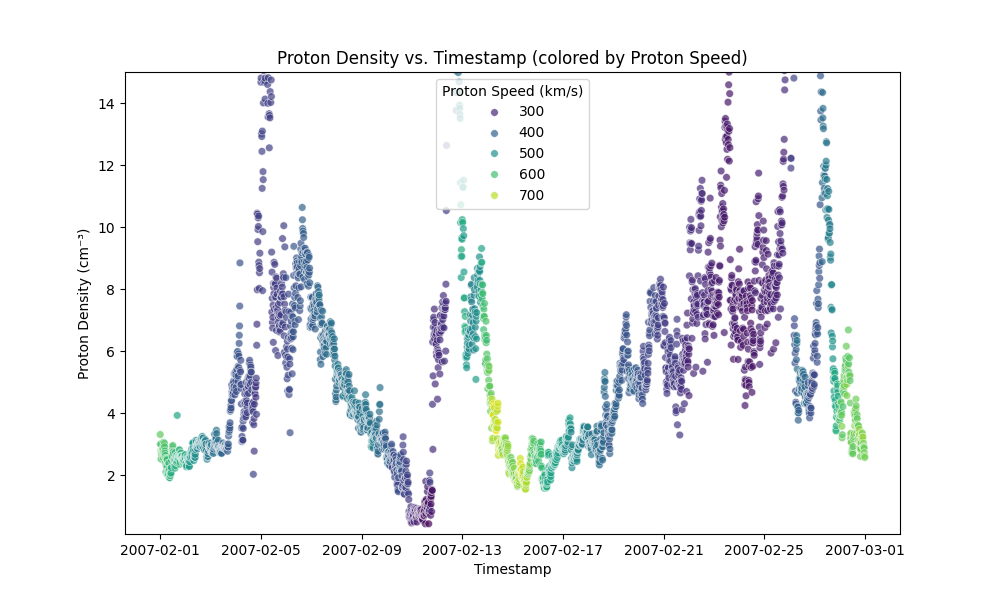 Proton Density vs. Timestamp (colored by Proton Speed)
Proton Density (cm⁻³)
14
12
10
8
6
4
2
Proton Speed (km/s)
300
400
500
600
700
2007-02-01 2007-02-05 2007-02-09 2007-02-13 2007-02-17 2007-02-21 2007-02-25 2007-03-01
Timestamp